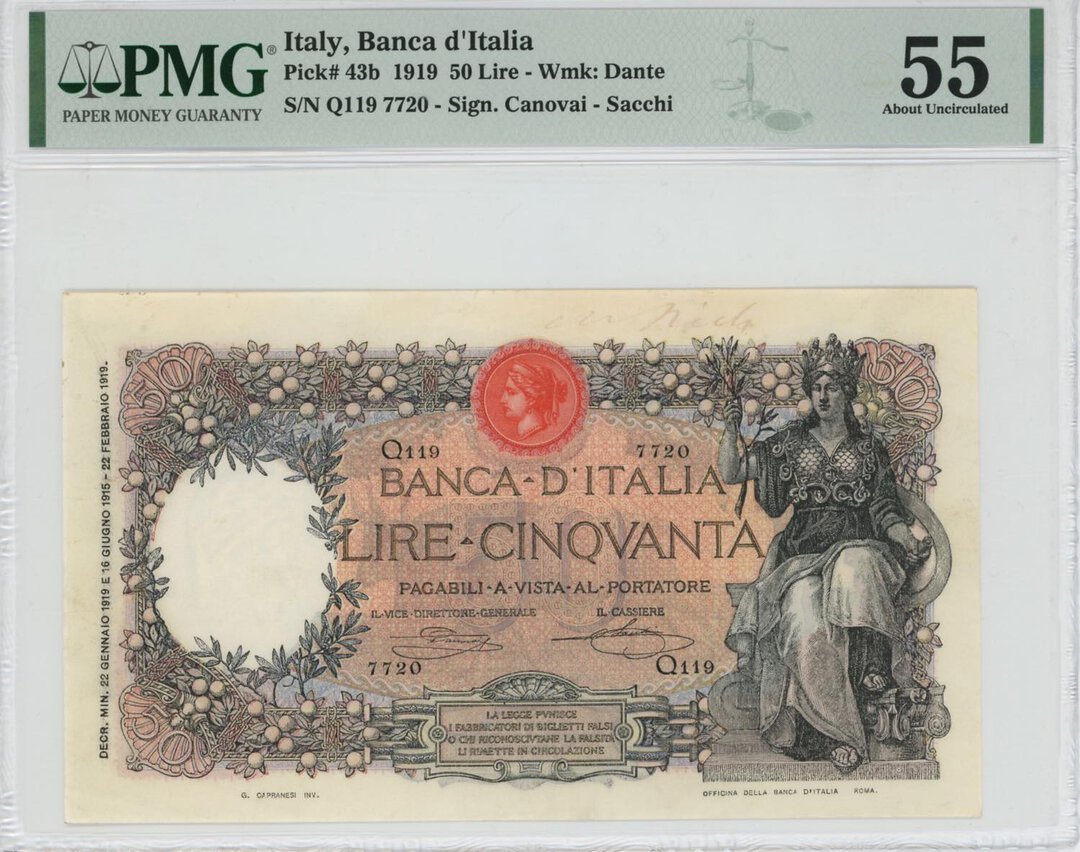 PMG®
PAPER MONEY GUARANTY
Italy, Banca d'Italia
Pick# 43b 1919 50 Lire - Wmk: Dante
S/N Q119 7720 - Sign. Canovai - Sacchi
55
About Uncirculated
50
50
DECR. MIN. 22 GENNAIO 1919 E 16 GIUGNO 1915 - 22 FEBBRAIO 1919.
Q119 7720
BANCA-D'ITALIA
LIRE-CINQVANTA
PAGABILI-A-VISTA-AL-PORTATORE
IL-VICE-DIRETTORE-GENERALE IL CASSIERE
7720 Q119
50
LA LEGGE PVNISCE
I FABBRICATORI DI BIGLIETTI FALSI
O CHI RICONOSCIVTANE LA FALSITÀ
LI RIMETTE IN CIRCOLAZIONE
G. CAPRANESI INV.
OFFICINA DELLA BANCA D'ITALIA ROMA.